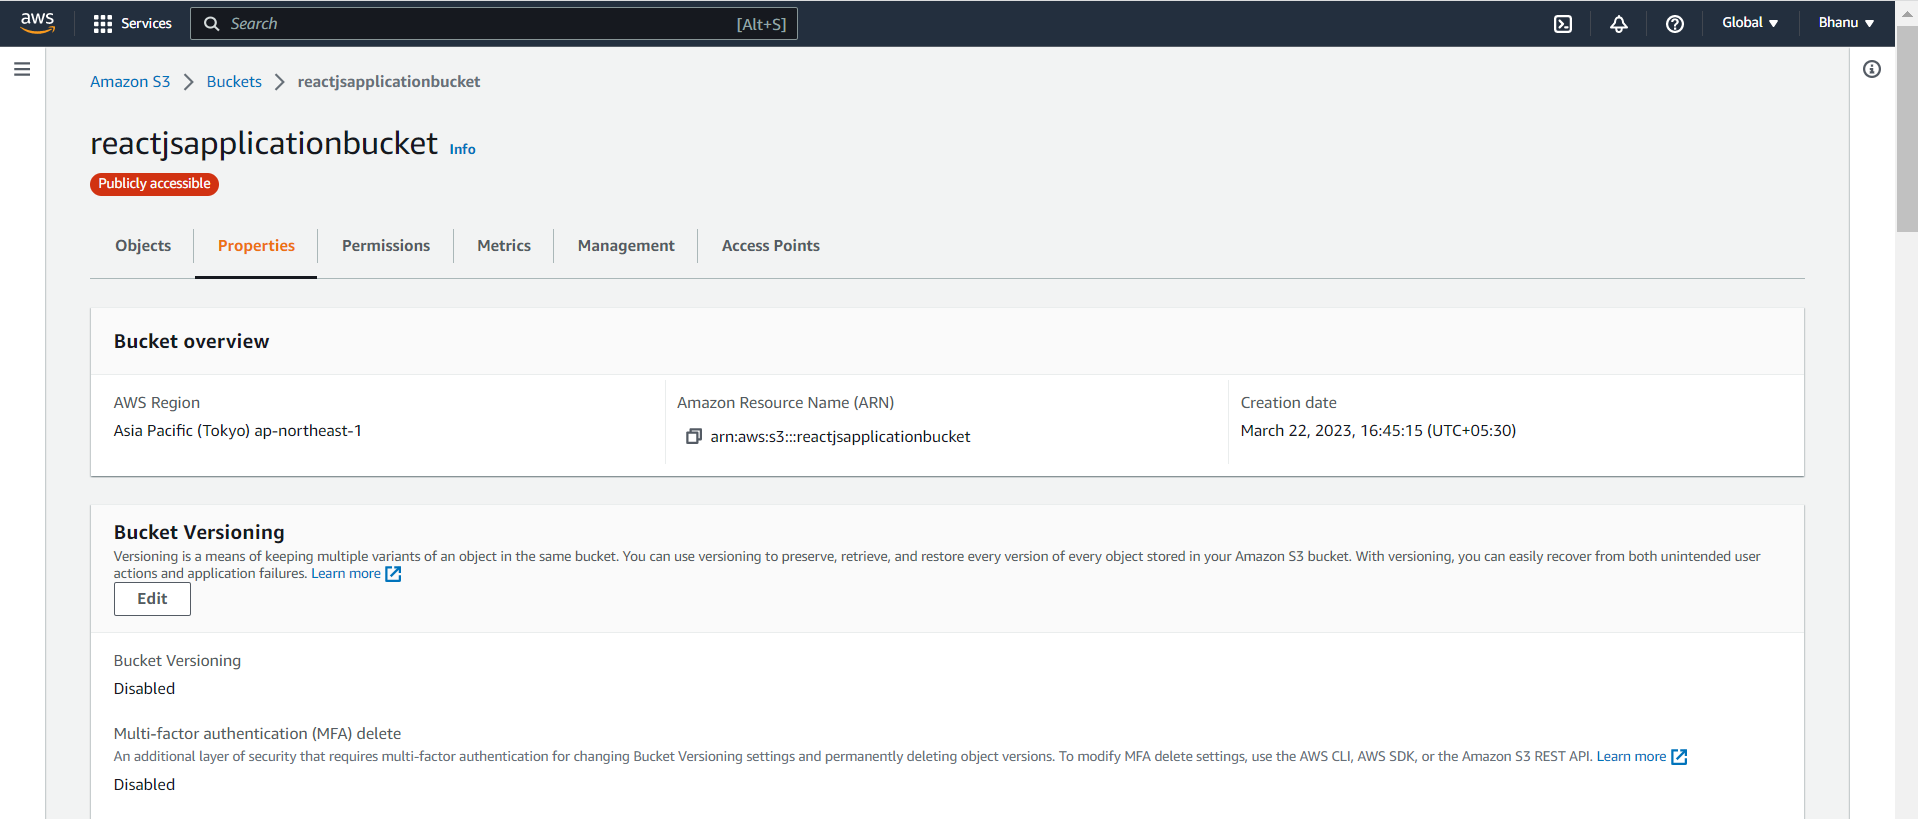 aws Services Search [Alt+S] Global Bhanu
Amazon S3 Buckets reactjsapplicationbucket
reactjsapplicationbucket Info
Publicly accessible
Objects Properties Permissions Metrics Management Access Points
Bucket overview
AWS Region
Asia Pacific (Tokyo) ap-northeast-1
Amazon Resource Name (ARN)
arn:aws:s3:::reactjsapplicationbucket
Creation date
March 22, 2023, 16:45:15 (UTC+05:30)
Bucket Versioning
Versioning is a means of keeping multiple variants of an object in the same bucket. You can use versioning to preserve, retrieve, and restore every version of every object stored in your Amazon S3 bucket. With versioning, you can easily recover from both unintended user
actions and application failures. Learn more
Edit
Bucket Versioning
Disabled
Multi-factor authentication (MFA) delete
An additional layer of security that requires multi-factor authentication for changing Bucket Versioning settings and permanently deleting object versions. To modify MFA delete settings, use the AWS CLI, AWS SDK, or the Amazon S3 REST API. Learn more
Disabled